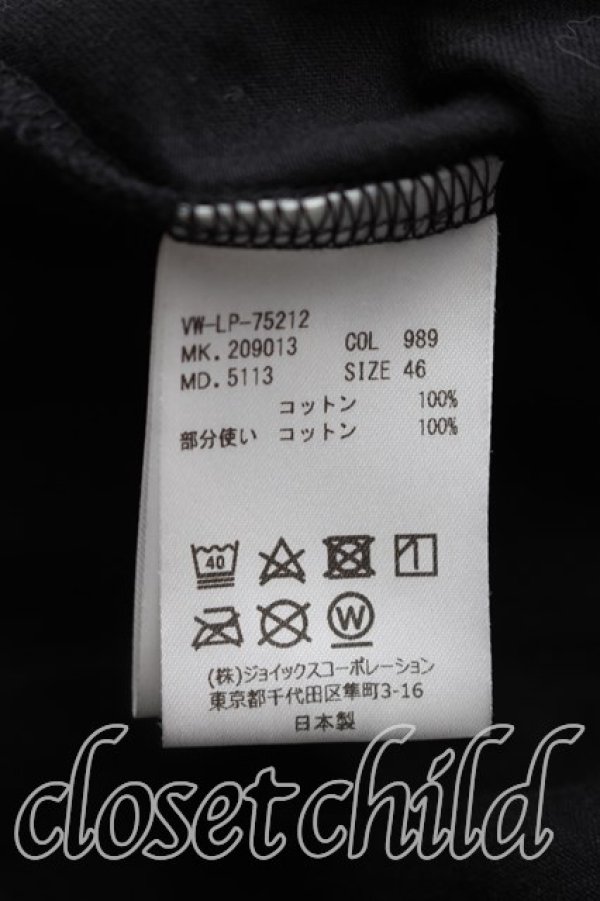 VW-LP-75212
MK. 209013 COL 989
MD. 5113 SIZE 46
コットン 100%
部分使い コットン 100%
40
W
(株)ジョイックスコーポレーション
東京都千代田区隼町3-16
日本製
closet child